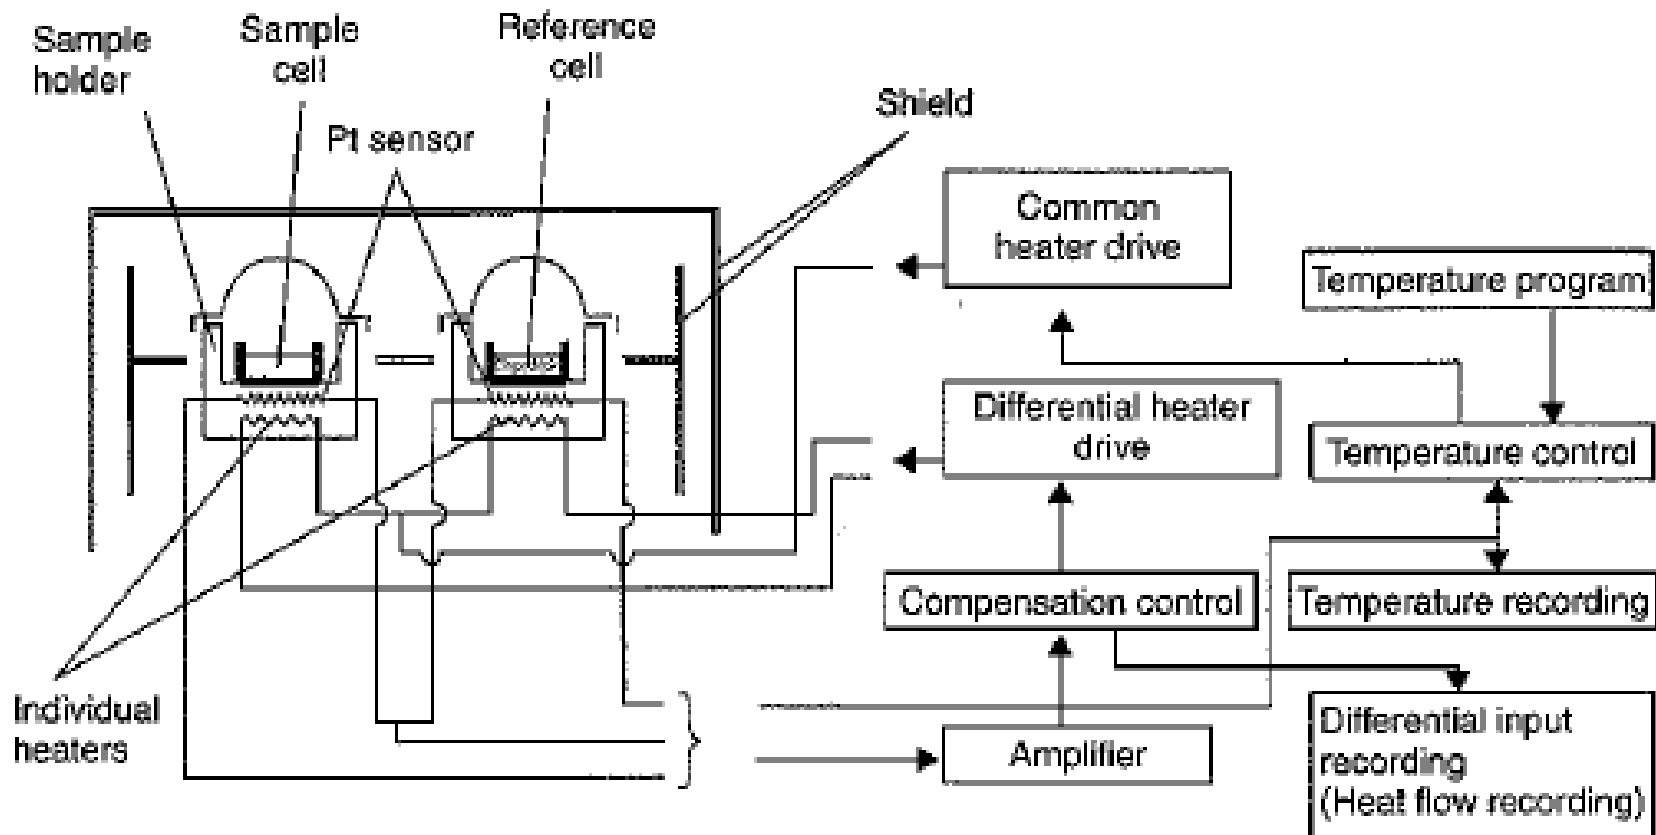 Sample
holder
Sample
cell
Reference
cell
Pt sensor
Shield
Common
heater drive
Temperature program
Differential heater
drive
Temperature control
Compensation control
Temperature recording
Individual
heaters
Amplifier
Differential input
recording
(Heat flow recording)